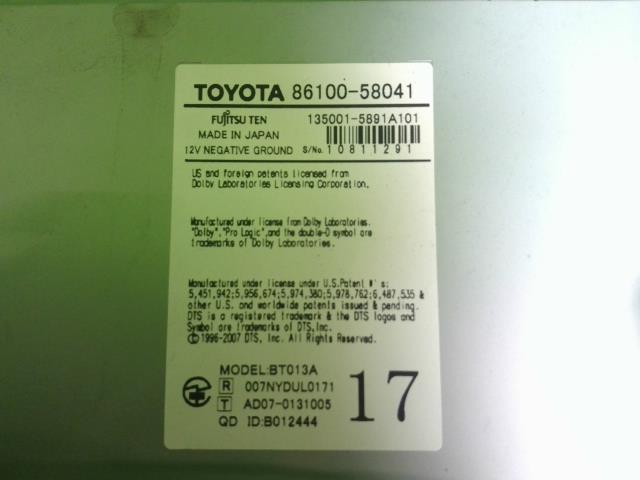 TOYOTA 86100-58041
FUJITSU TEN 135001-5891A101
MADE IN JAPAN
12V NEGATIVE GROUND S/No. 10811291
US and foreign patents licensed from
Dolby Laboratories Licensing Corporation.
Manufactured under license from Dolby Laboratories.
"Dolby","Pro Logic",and the double-D symbol are
trademarks of Dolby Laboratories.
Manufactured under license under U.S.Patent #'s:
5,451,942;5,956,674;5,974,380;5,978,762;6,487,535 &
other U.S. and worldwide patents issued & pending.
DTS is a registered trademark & the DTS logos and
Symbol are trademarks of DTS,Inc.
©1996-2007 DTS, Inc. All Rights Reserved.
MODEL:BT013A
R 007NYDUL0171
T AD07-0131005
QD ID:B012444
17